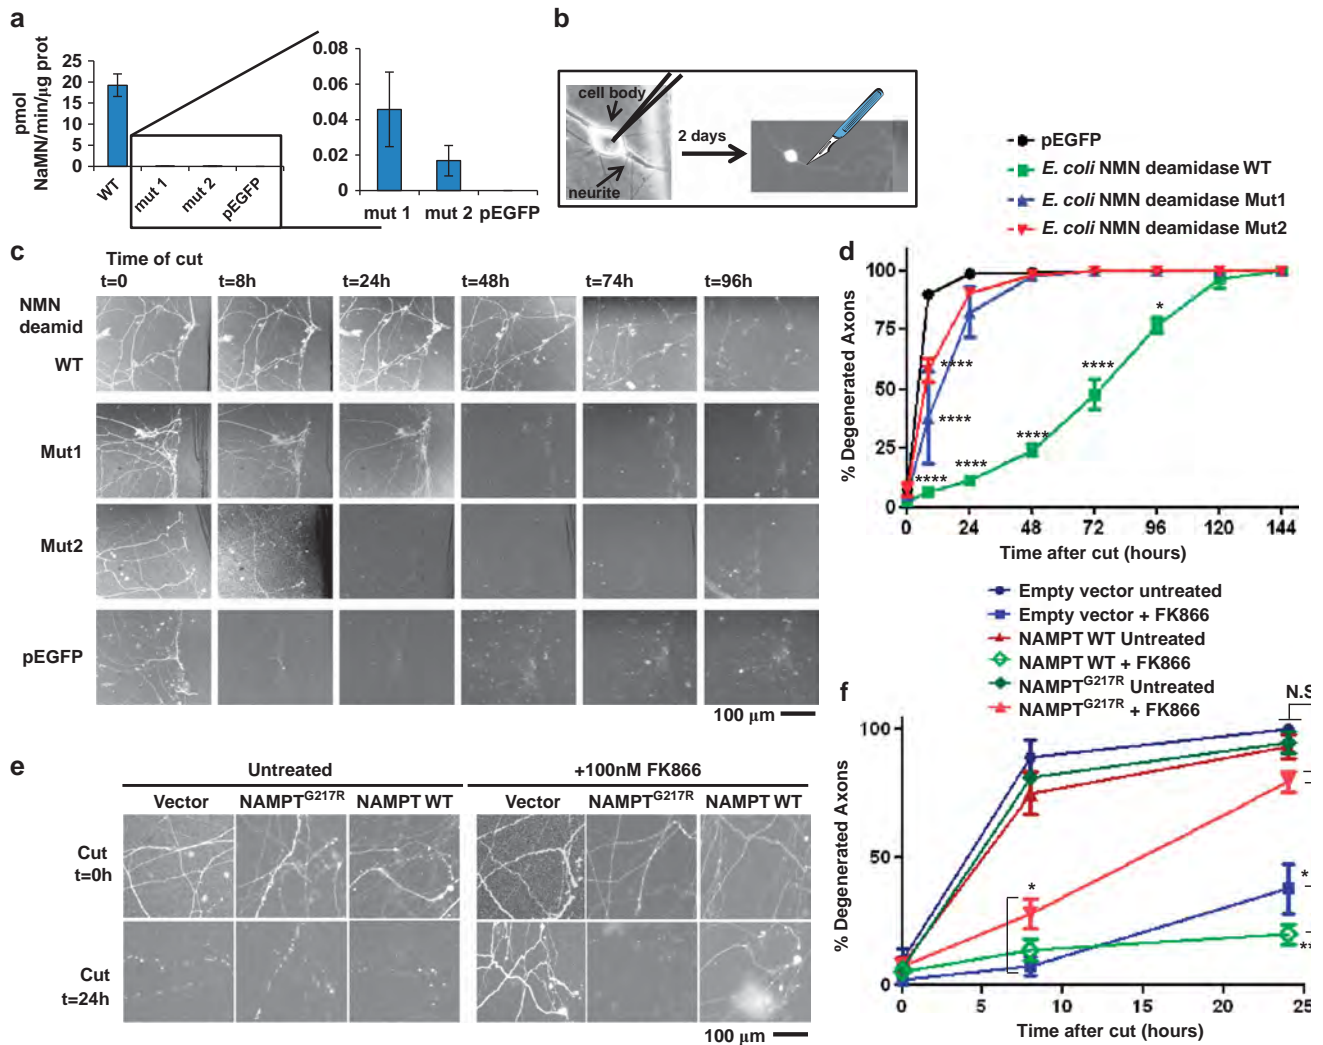 a
pmol
NaMN/min/µg prot
25
20
15
10
5
0
WT
mut 1
mut 2
pEGFP
0.08
0.06
0.04
0.02
0
mut 1
mut 2
pEGFP
b
cell body
neurite
2 days
pEGFP
E. coli NMN deamidase WT
E. coli NMN deamidase Mut1
E. coli NMN deamidase Mut2
c
Time of cut
t=0
t=8h
t=24h
t=48h
t=74h
t=96h
NMN
deamid
WT
Mut1
Mut2
pEGFP
100 µm
d
% Degenerated Axons
100
75
50
25
0
****
****
****
****
****
****
*
0
24
48
72
96
120
144
Time after cut (hours)
e
Untreated
+100nM FK866
Vector
NAMPTG217R
NAMPT WT
Vector
NAMPTG217R
NAMPT WT
Cut
t=0h
Cut
t=24h
100 µm
Empty vector untreated
Empty vector + FK866
NAMPT WT Untreated
NAMPT WT + FK866
NAMPTG217R Untreated
NAMPTG217R + FK866
f
N.S
% Degenerated Axons
100
50
0
*
*
**
0
5
10
15
20
25
Time after cut (hours)